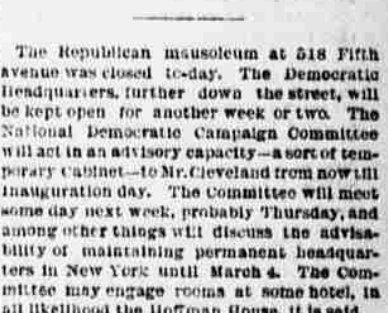 The Republican mausoleum at 518 Fifth
avenue was closed to-day. The Democratic
Headquarters, further down the street, will
be kept open for another week or two. The
National Democratic Campaign Committee
will act in an advisory capacity—a sort of tem-
porary Cabinet—to Mr. Cleveland from now till
Inauguration day. The Committee will meet
some day next week, probably Thursday, and
among other things will discuss the advisa-
bility of maintaining permanent headquar-
ters in New York until March 4. The Com-
mittee may engage rooms at some hotel, in
all likelihood the Hoffman House, it is said